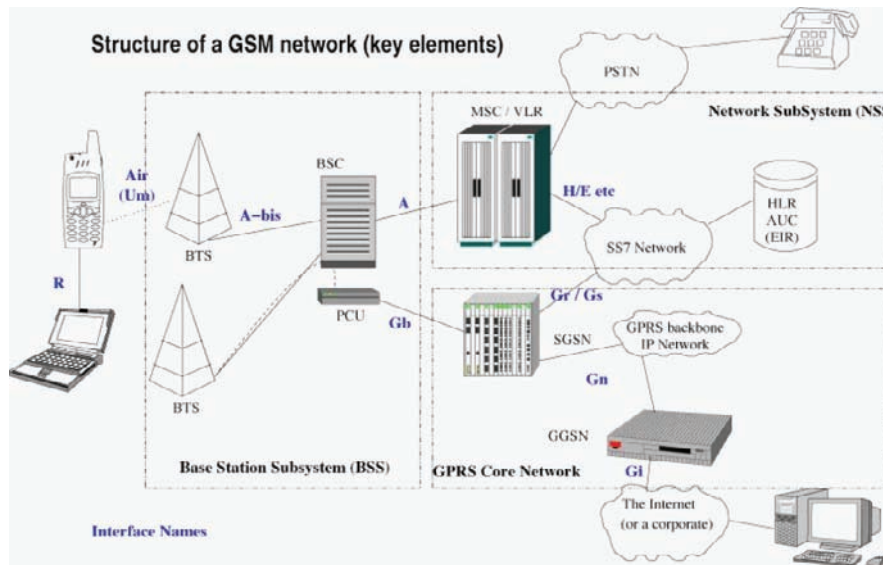 Structure of a GSM network (key elements)
PSTN
MSC / VLR
Network SubSystem (NS
BSC
Air
(Um)
A-bis
A
H/E etc
HLR
AUC
(EIR)
BTS
SS7 Network
R
PCU
Gb
Gr / Gs
SGSN
GPRS backbone
IP Network
BTS
Gn
GGSN
Base Station Subsystem (BSS)
GPRS Core Network
Gi
The Internet
(or a corporate)
Interface Names